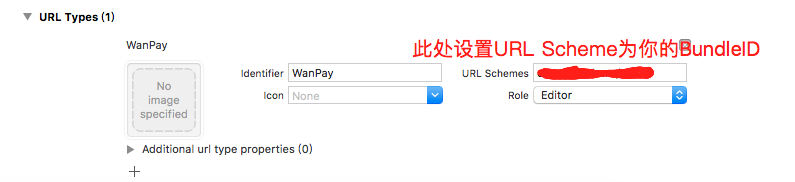 URL Types (1)
WanPay
此处设置URL Scheme为你的BundleID
No
image
specified
Identifier WanPay
URL Schemes
Icon None
Role Editor
Additional url type properties (0)